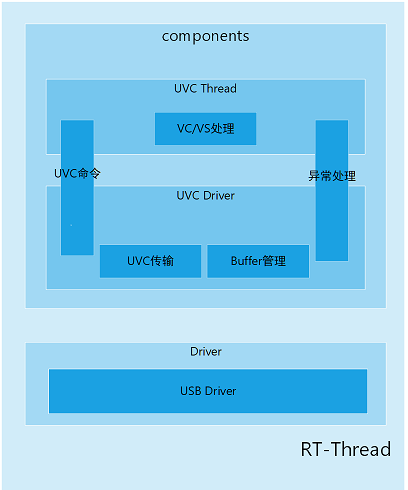 components
UVC Thread
VC/VS处理
UVC命令
异常处理
UVC Driver
UVC传输
Buffer管理
Driver
USB Driver
RT-Thread